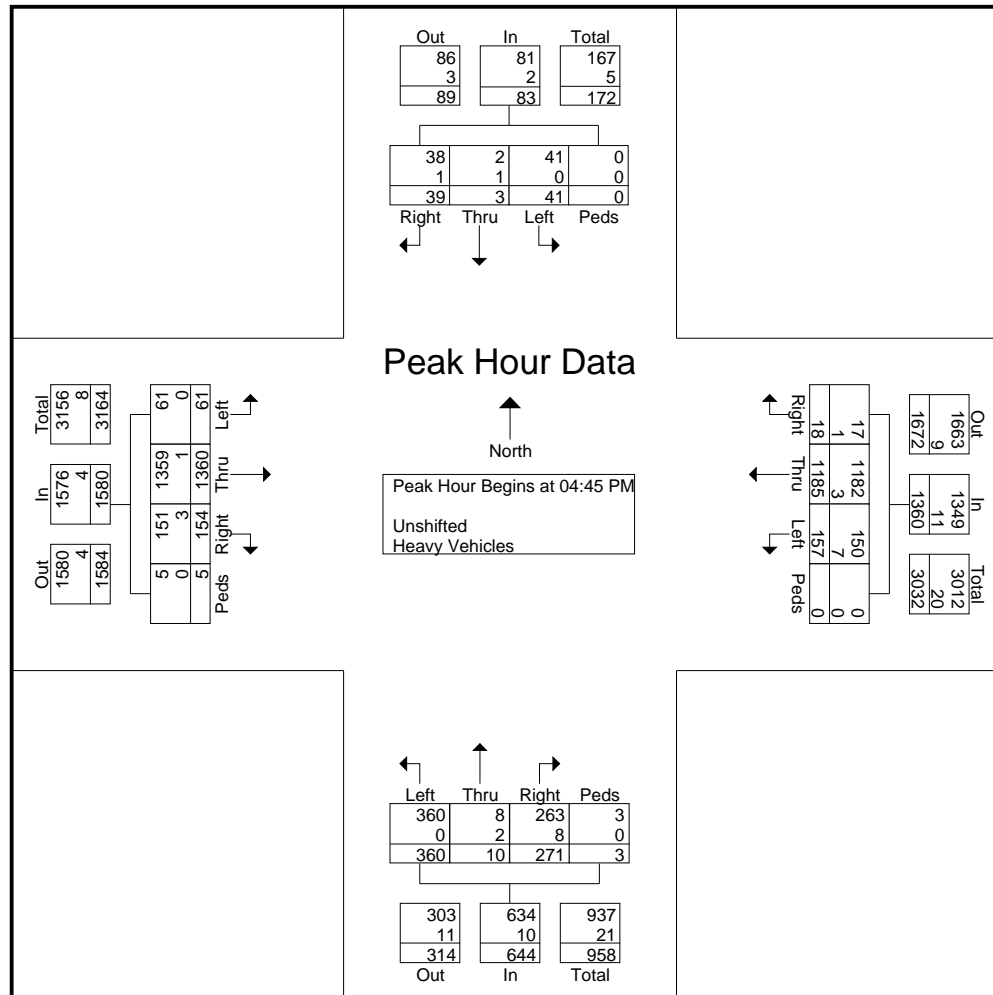 Out In Total
86 81 167
3 2 5
89 83 172
38 2 41 0
1 1 0 0
39 3 41 0
Right Thru Left Peds
Peak Hour Data
North
Peak Hour Begins at 04:45 PM
Unshifted
Heavy Vehicles
Total In Out
3156 1576 1580
8 4 4
3164 1580 1584
61 1359 151 5
0 1 3 0
61 1360 154 5
Left Thru Right Peds
Out In Total
1663 1349 3012
9 11 20
1672 1360 3032
17 1182 150 0
1 3 7 0
18 1185 157 0
Right Thru Left Peds
Left Thru Right Peds
360 8 263 3
0 2 8 0
360 10 271 3
303 634 937
11 10 21
314 644 958
Out In Total